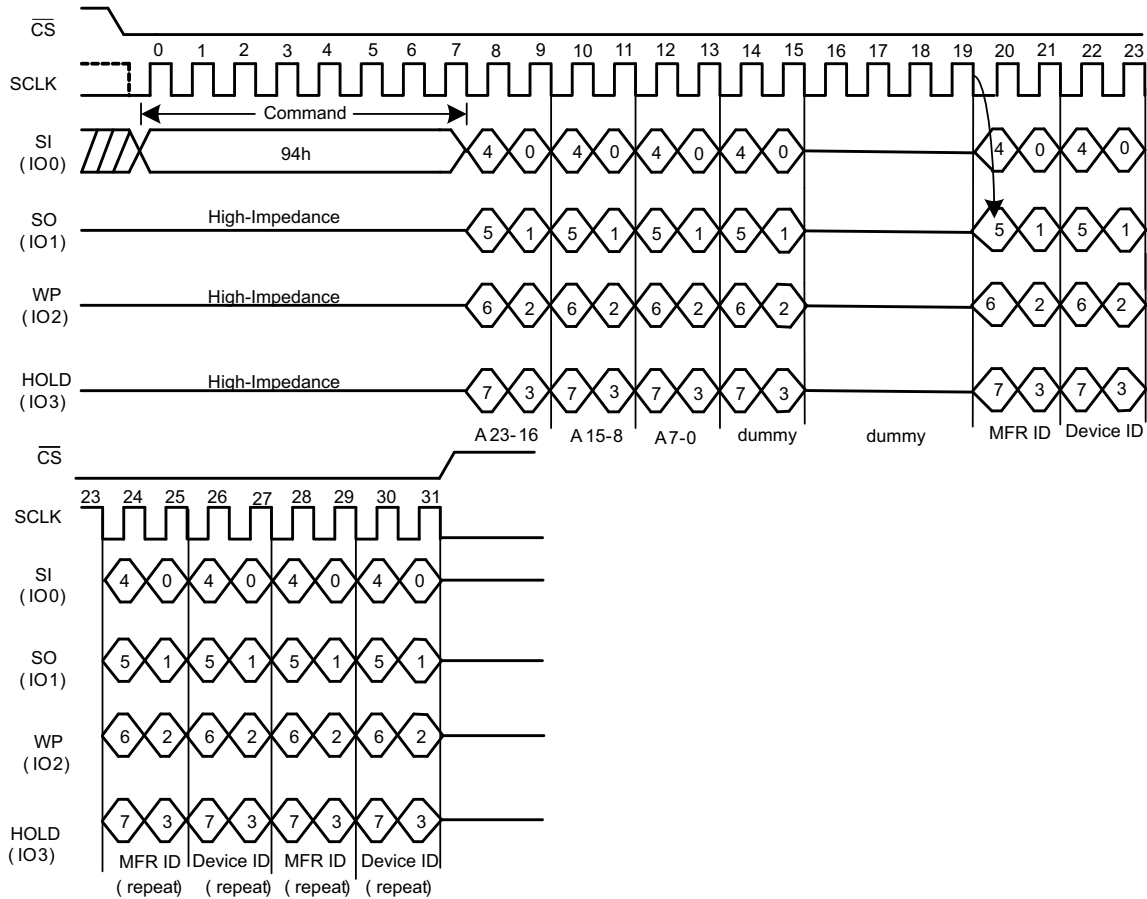 CS
0 1 2 3 4 5 6 7 8 9 10 11 12 13 14 15 16 17 18 19 20 21 22 23
SCLK
Command
SI
(IO0)
94h
4 0 4 0 4 0 4 0 4 0 4 0
SO
(IO1)
High-Impedance
5 1 5 1 5 1 5 1 5 1 5 1
WP
(IO2)
High-Impedance
6 2 6 2 6 2 6 2 6 2 6 2
HOLD
(IO3)
High-Impedance
7 3 7 3 7 3 7 3 7 3 7 3
A23-16 A15-8 A7-0 dummy dummy MFR ID Device ID
CS
23 24 25 26 27 28 29 30 31
SCLK
SI
(IO0)
4 0 4 0 4 0 4 0
SO
(IO1)
5 1 5 1 5 1 5 1
WP
(IO2)
6 2 6 2 6 2 6 2
HOLD
(IO3)
7 3 7 3 7 3 7 3
MFR ID Device ID MFR ID Device ID
(repeat) (repeat) (repeat) (repeat)